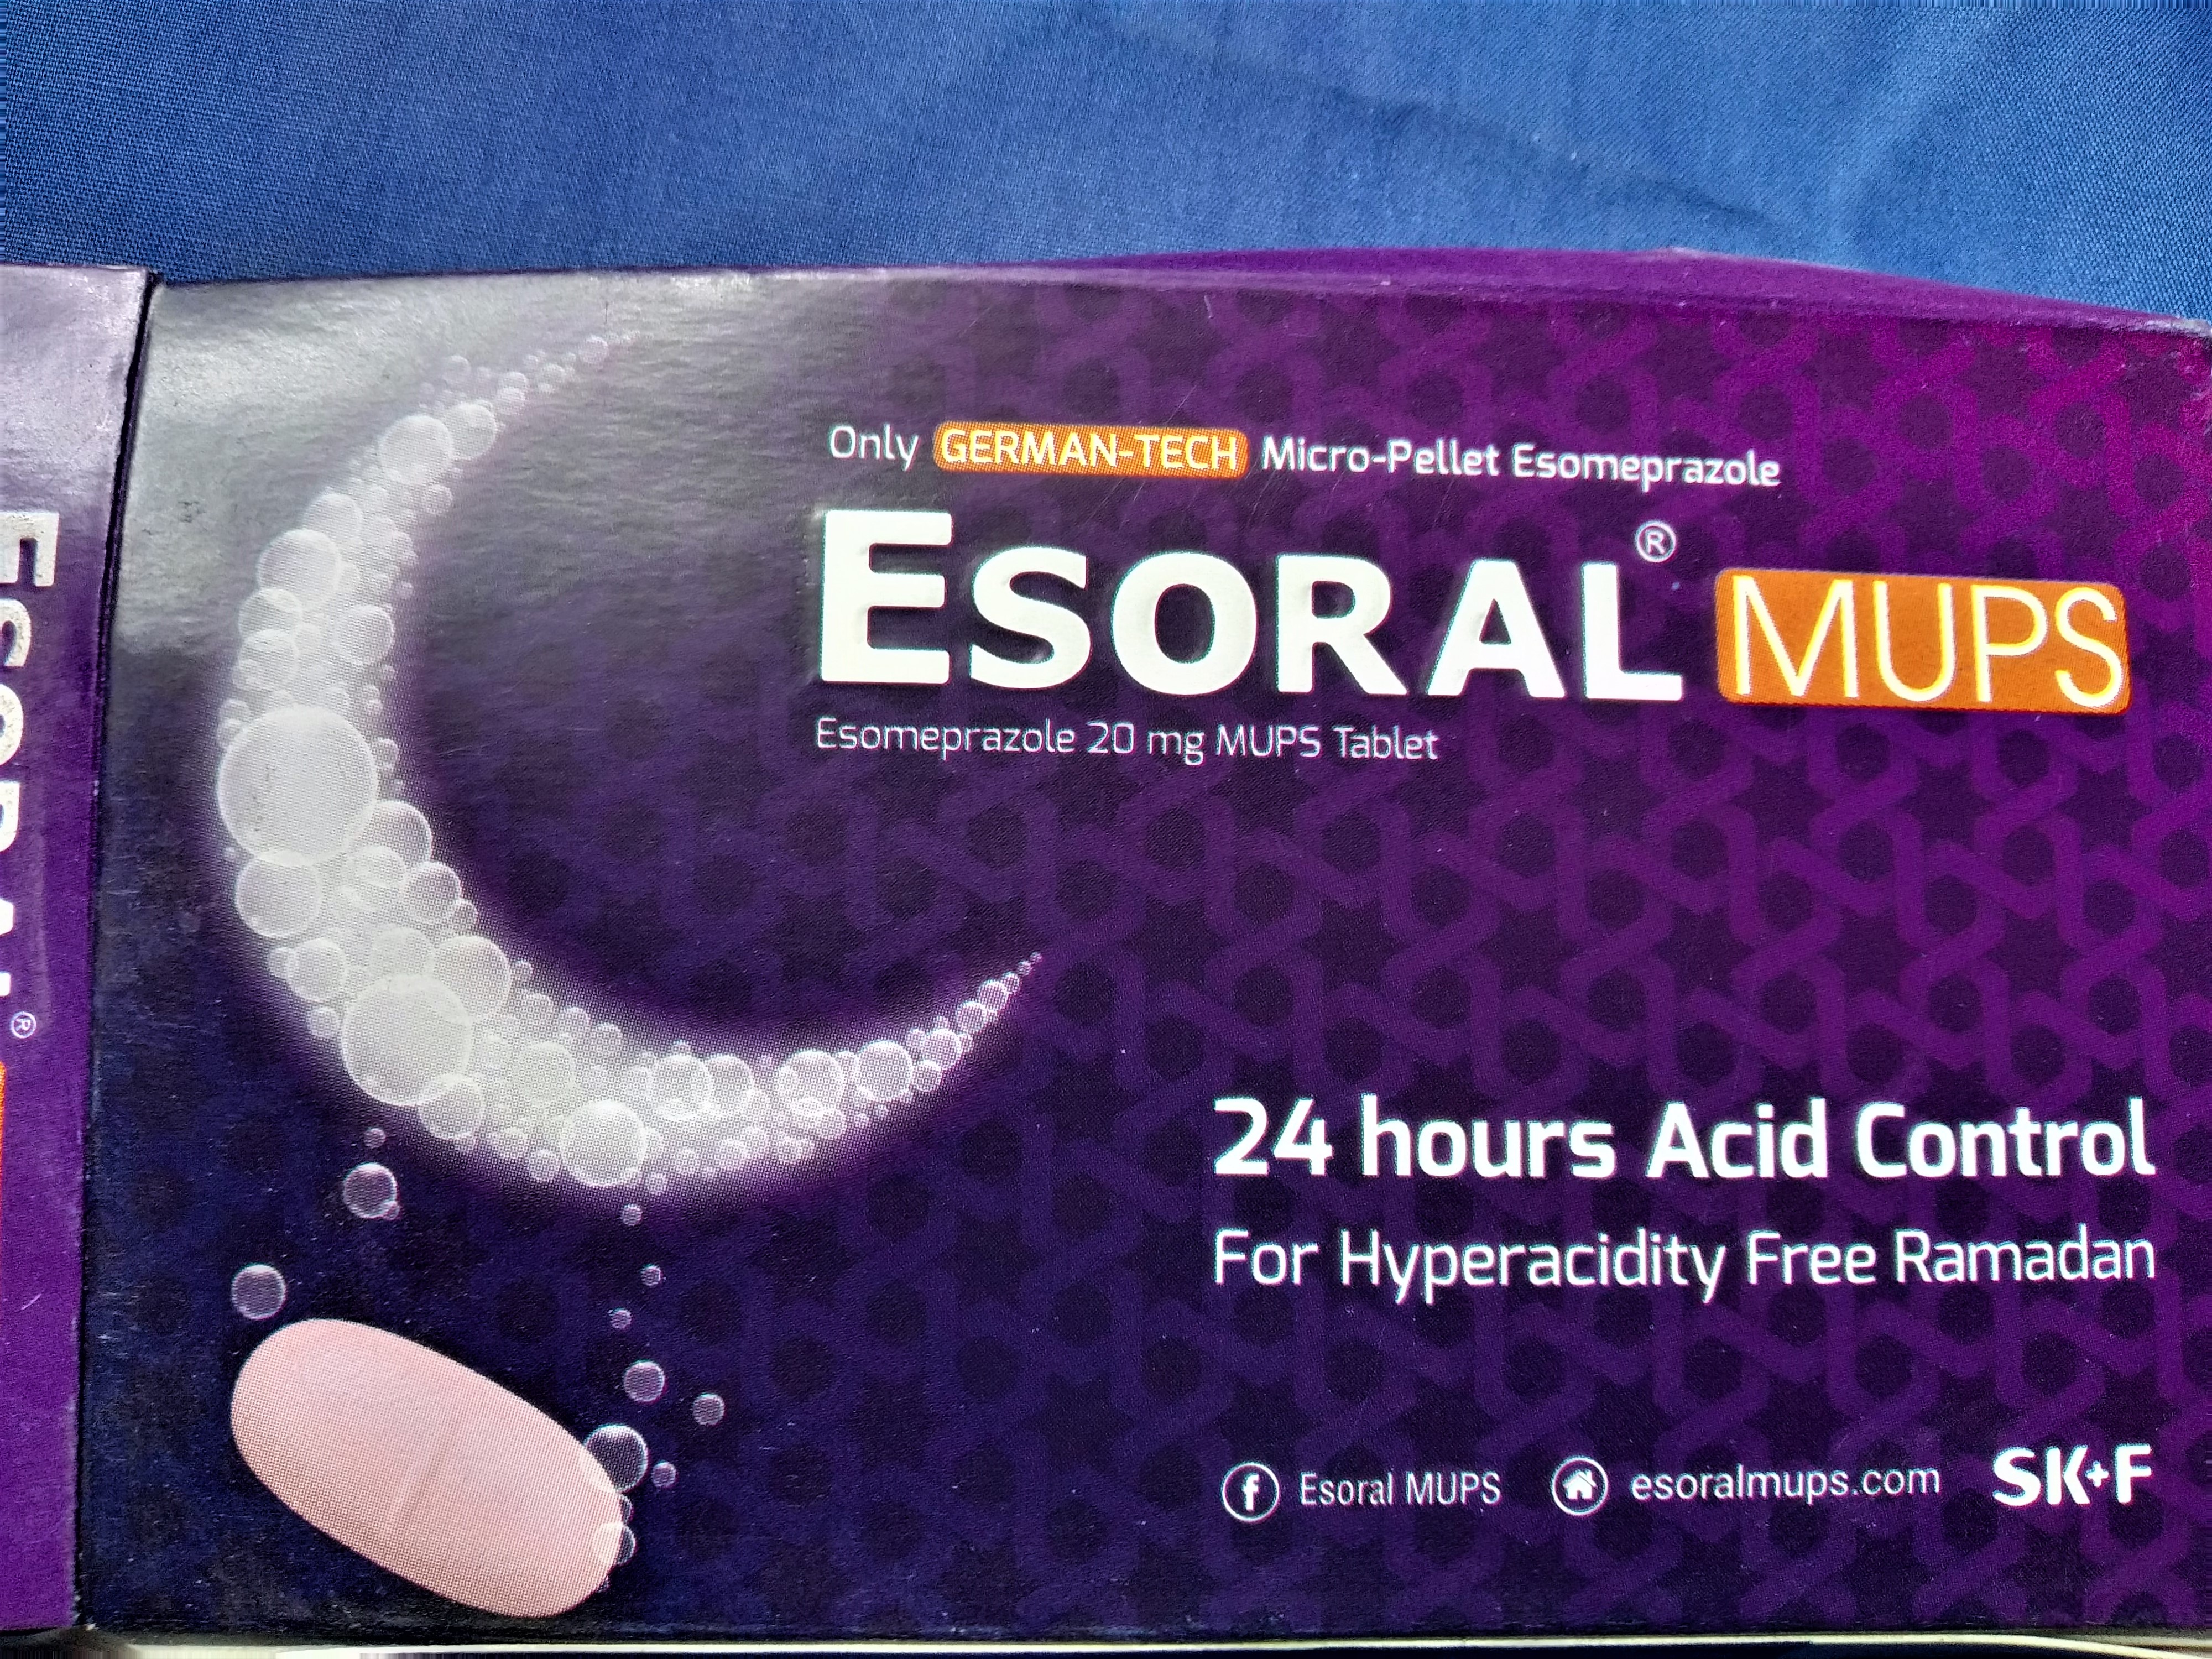 Only GERMAN-TECH Micro-Pellet Esomeprazole
ESORAL® MUPS
Esomeprazole 20 mg MUPS Tablet
24 hours Acid Control
For Hyperacidity Free Ramadan
f Esoral MUPS esoralmups.com SK+F
ESORAL®